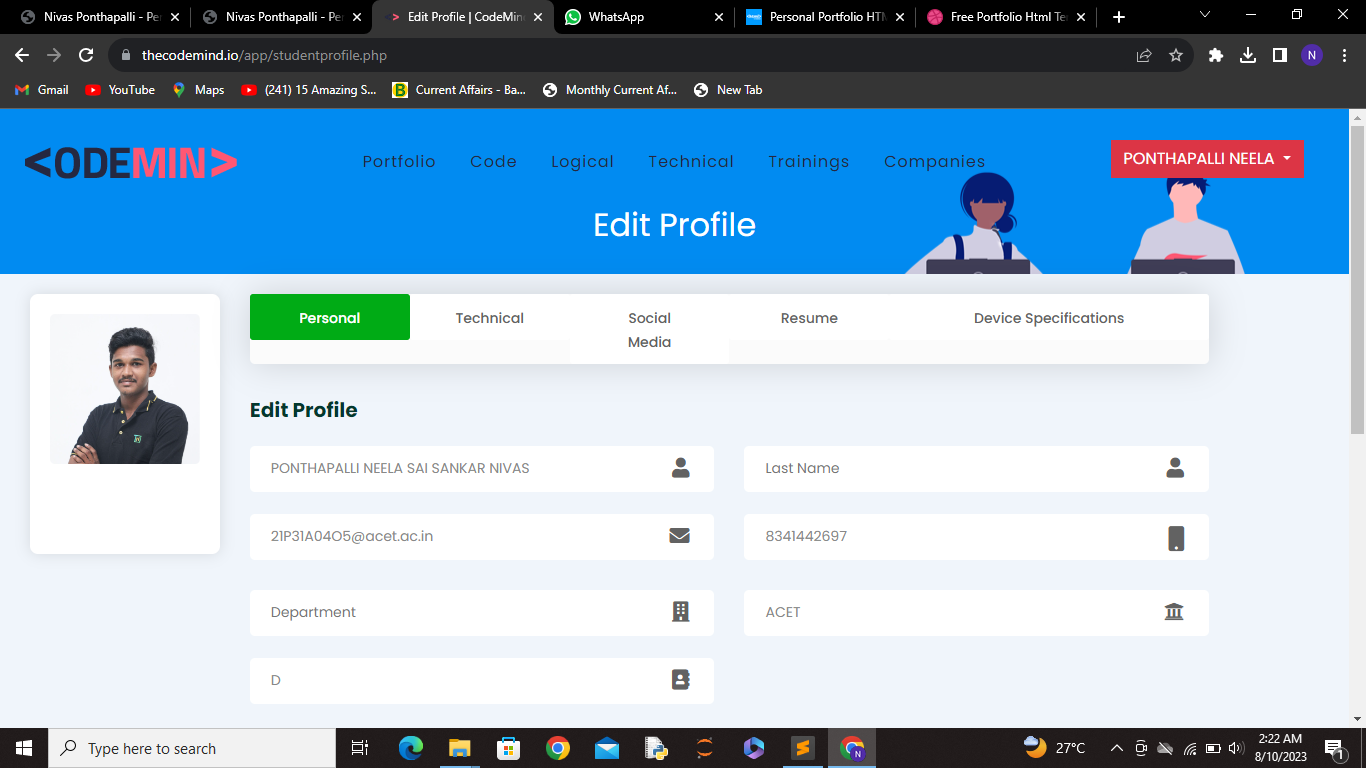 Nivas Ponthapalli - Per
Nivas Ponthapalli - Per
Edit Profile | CodeMin
WhatsApp
Personal Portfolio HTM
Free Portfolio Html Te
thecodemind.io/app/studentprofile.php
N
Gmail
YouTube
Maps
(241) 15 Amazing S...
Current Affairs - Ba...
Monthly Current Af...
New Tab
<ODEMIN>
Portfolio
Code
Logical
Technical
Trainings
Companies
PONTHAPALLI NEELA
Edit Profile
Personal
Technical
Social
Media
Resume
Device Specifications
Edit Profile
PONTHAPALLI NEELA SAI SANKAR NIVAS
Last Name
21P31A04O5@acet.ac.in
8341442697
Department
ACET
D
Type here to search
27°C
2:22 AM
8/10/2023
1